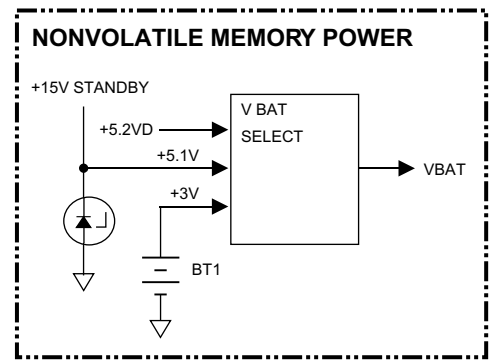 NONVOLATILE MEMORY POWER
+15V STANDBY
V BAT
SELECT
+5.2VD
+5.1V
VBAT
+3V
BT1